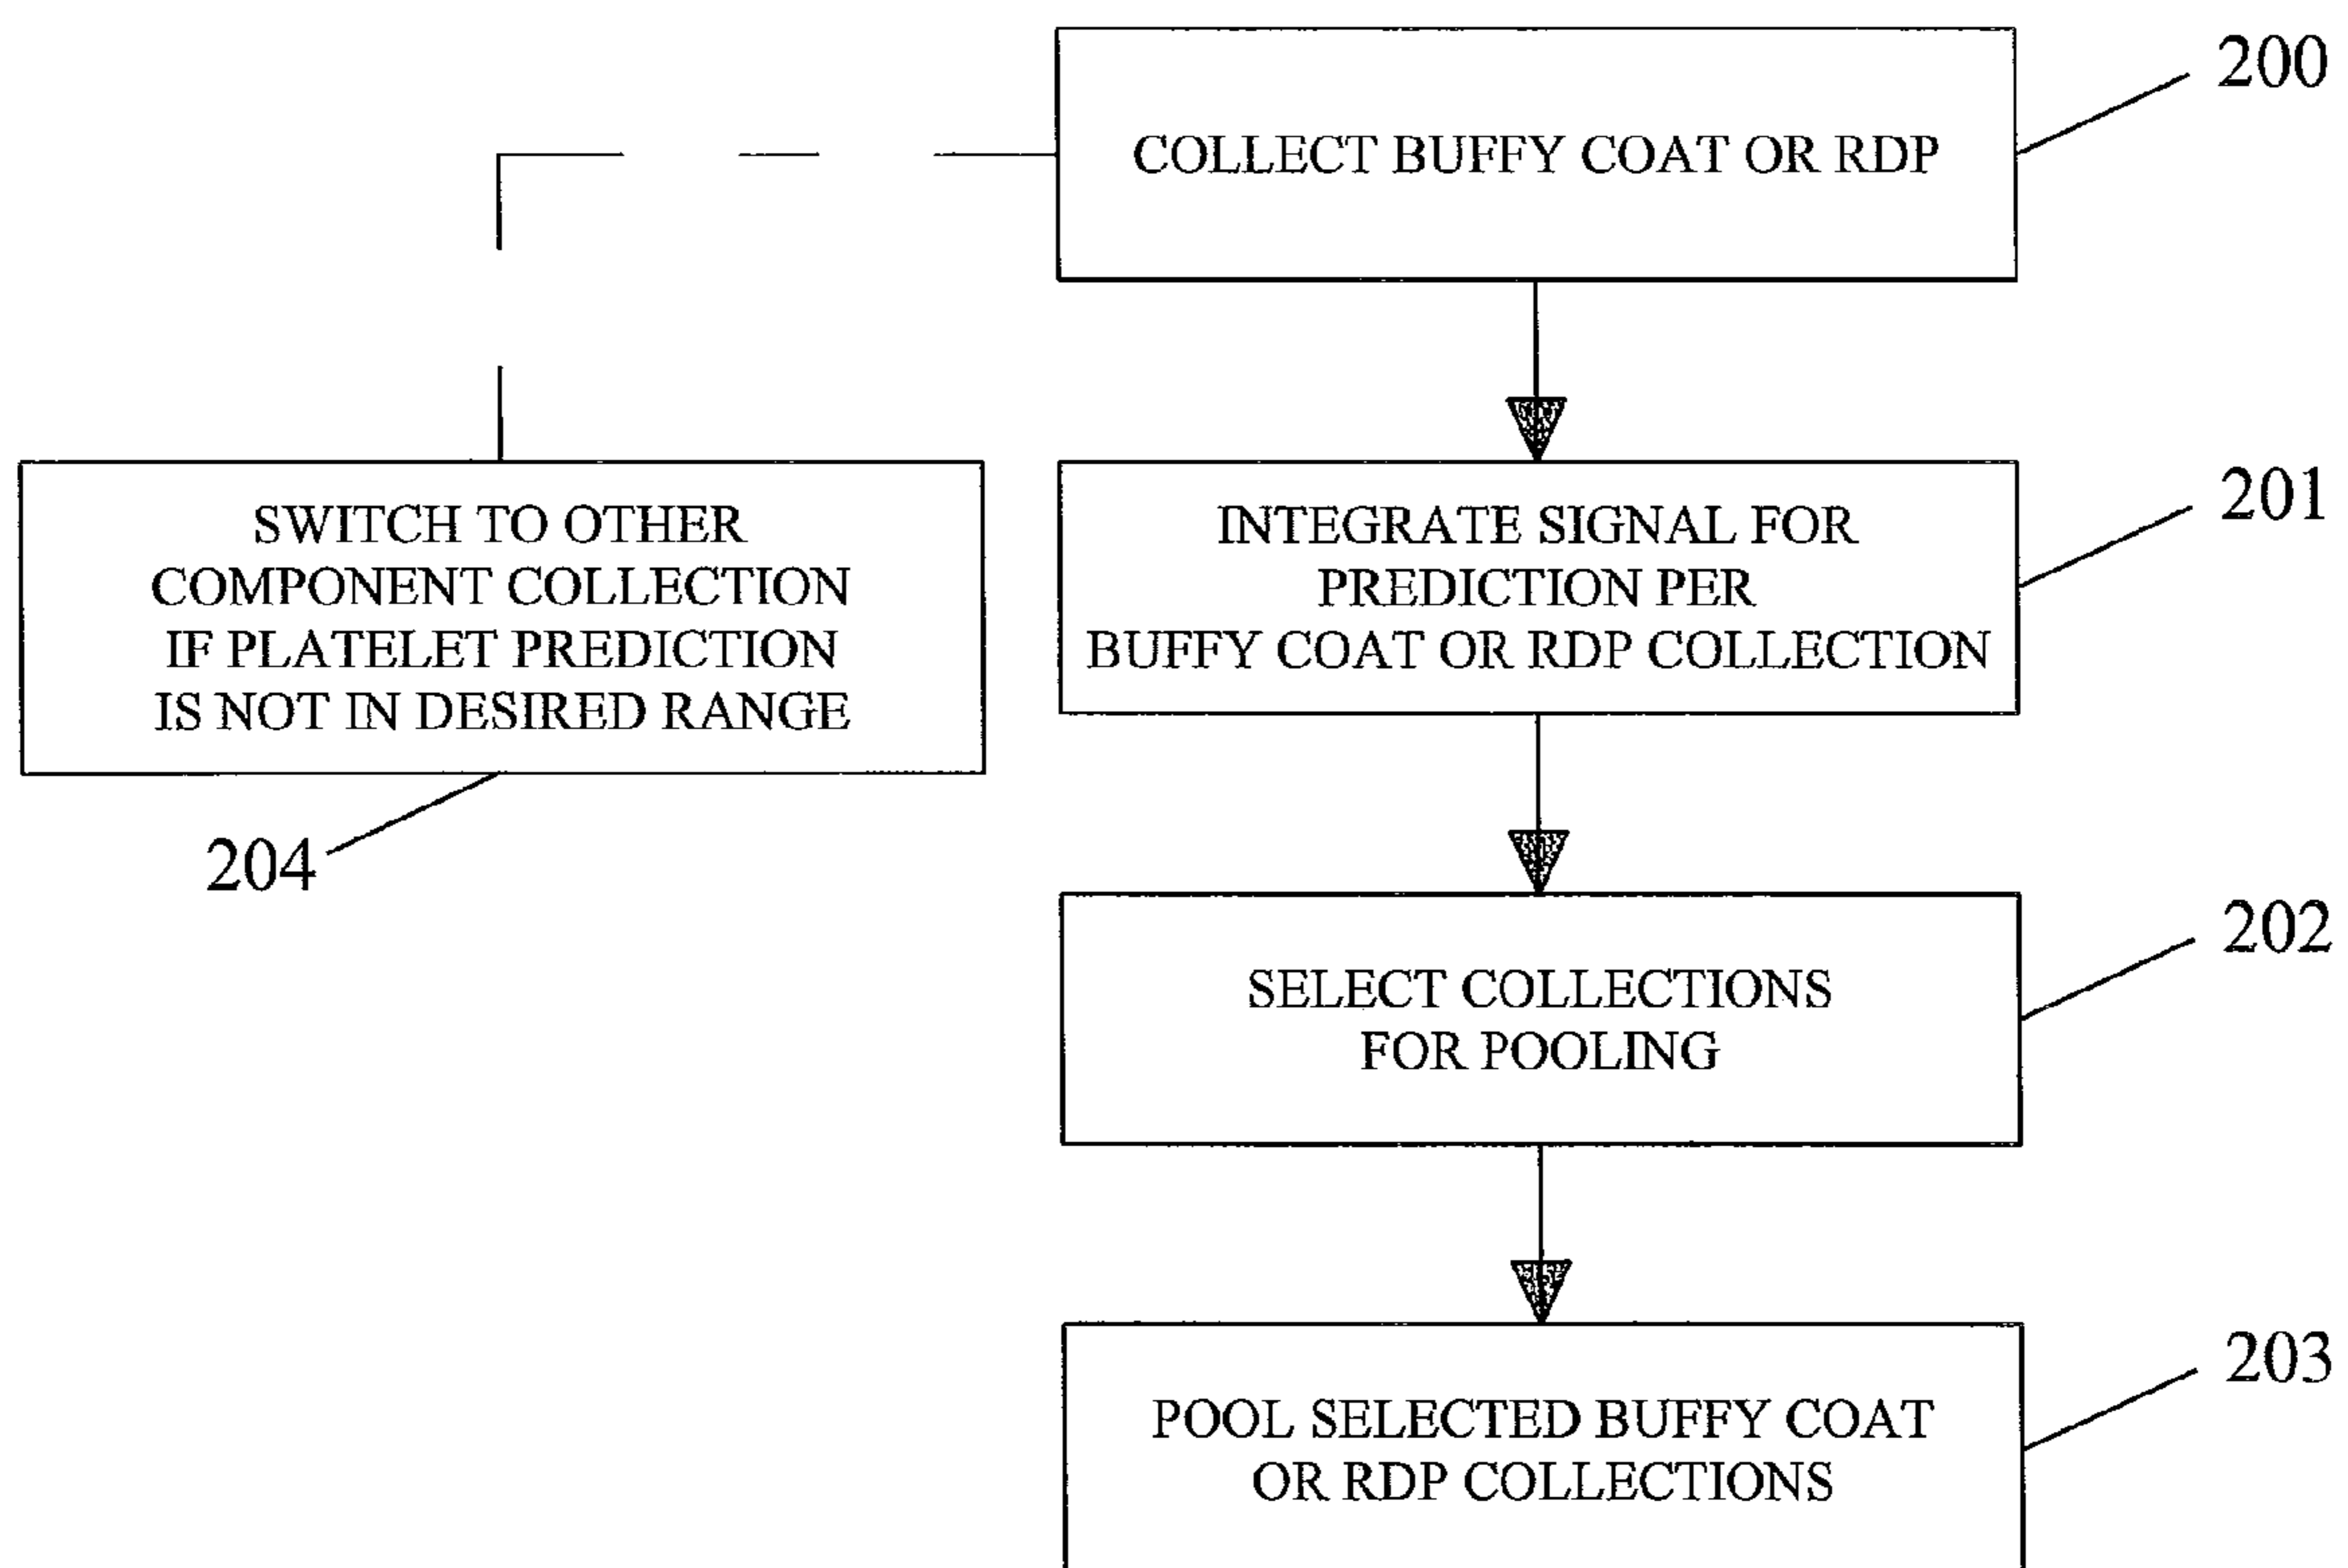 COLLECT BUFFY COAT OR RDP
200
SWITCH TO OTHER
COMPONENT COLLECTION
IF PLATELET PREDICTION
IS NOT IN DESIRED RANGE
204
INTEGRATE SIGNAL FOR
PREDICTION PER
BUFFY COAT OR RDP COLLECTION
201
SELECT COLLECTIONS
FOR POOLING
202
POOL SELECTED BUFFY COAT
OR RDP COLLECTIONS
203